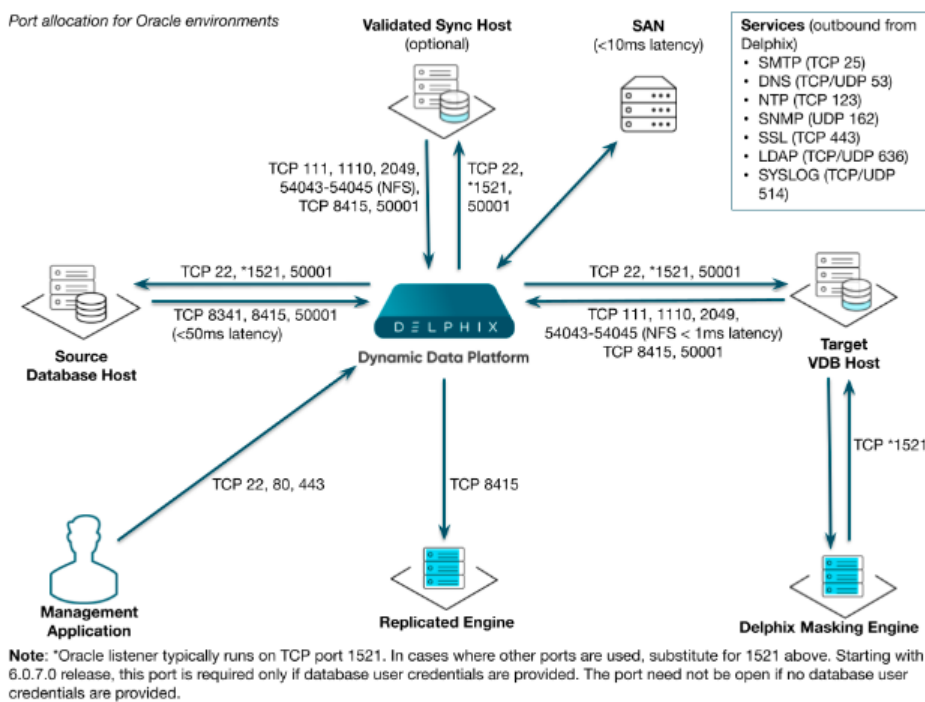 Port allocation for Oracle environments
Validated Sync Host
(optional)
SAN
(<10ms latency)
Services (outbound from
Delphix)
• SMTP (TCP 25)
• DNS (TCP/UDP 53)
• NTP (TCP 123)
• SNMP (UDP 162)
• SSL (TCP 443)
• LDAP (TCP/UDP 636)
• SYSLOG (TCP/UDP
514)
TCP 111, 1110, 2049,
54043-54045 (NFS),
TCP 8415, 50001
TCP 22,
*1521,
50001
TCP 22, *1521, 50001
TCP 8341, 8415, 50001
(<50ms latency)
Source
Database Host
DELPHIX
Dynamic Data Platform
TCP 22, *1521, 50001
TCP 111, 1110, 2049,
54043-54045 (NFS < 1ms latency)
TCP 8415, 50001
Target
VDB Host
TCP *1521
TCP 22, 80, 443
TCP 8415
Management
Application
Replicated Engine
Delphix Masking Engine
Note: *Oracle listener typically runs on TCP port 1521. In cases where other ports are used, substitute for 1521 above. Starting with
6.0.7.0 release, this port is required only if database user credentials are provided. The port need not be open if no database user
credentials are provided.